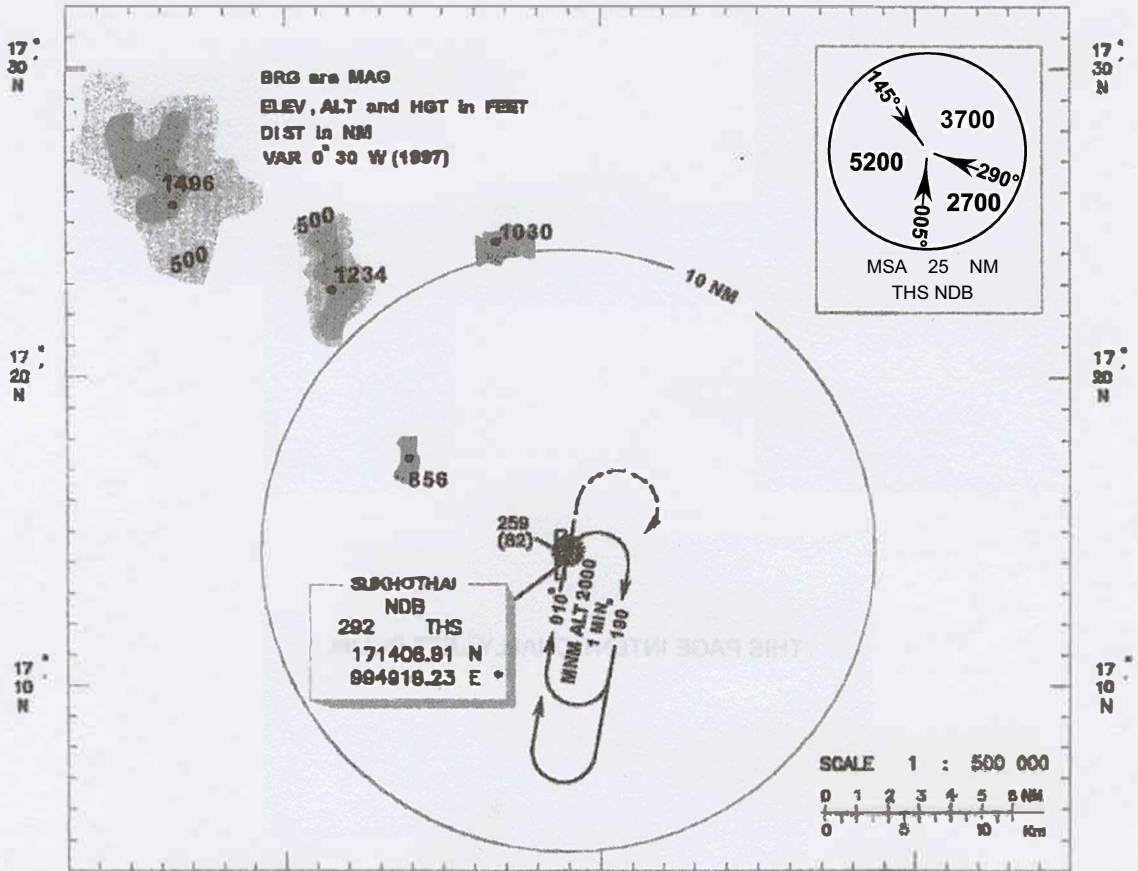 17°
30'
N
BRG are MAG
ELEV, ALT and HGT in FEET
DIST in NM
VAR 0° 30 W (1997)
1496
500
500
1234
1030
10 NM
145°
3700
5200
290°
2700
005°
MSA 25 NM
THS NDB
17°
30'
N
17°
20'
N
17°
20'
N
856
259
(82)
SUKHOTHAI
NDB
292 THS
171406.81 N
994918.23 E
010°
MNM ALT 2000
1 MIN
190°
17°
10'
N
17°
10'
N
SCALE 1 : 500 000
0 1 2 3 4 5 6 NM
0 5 10 Km